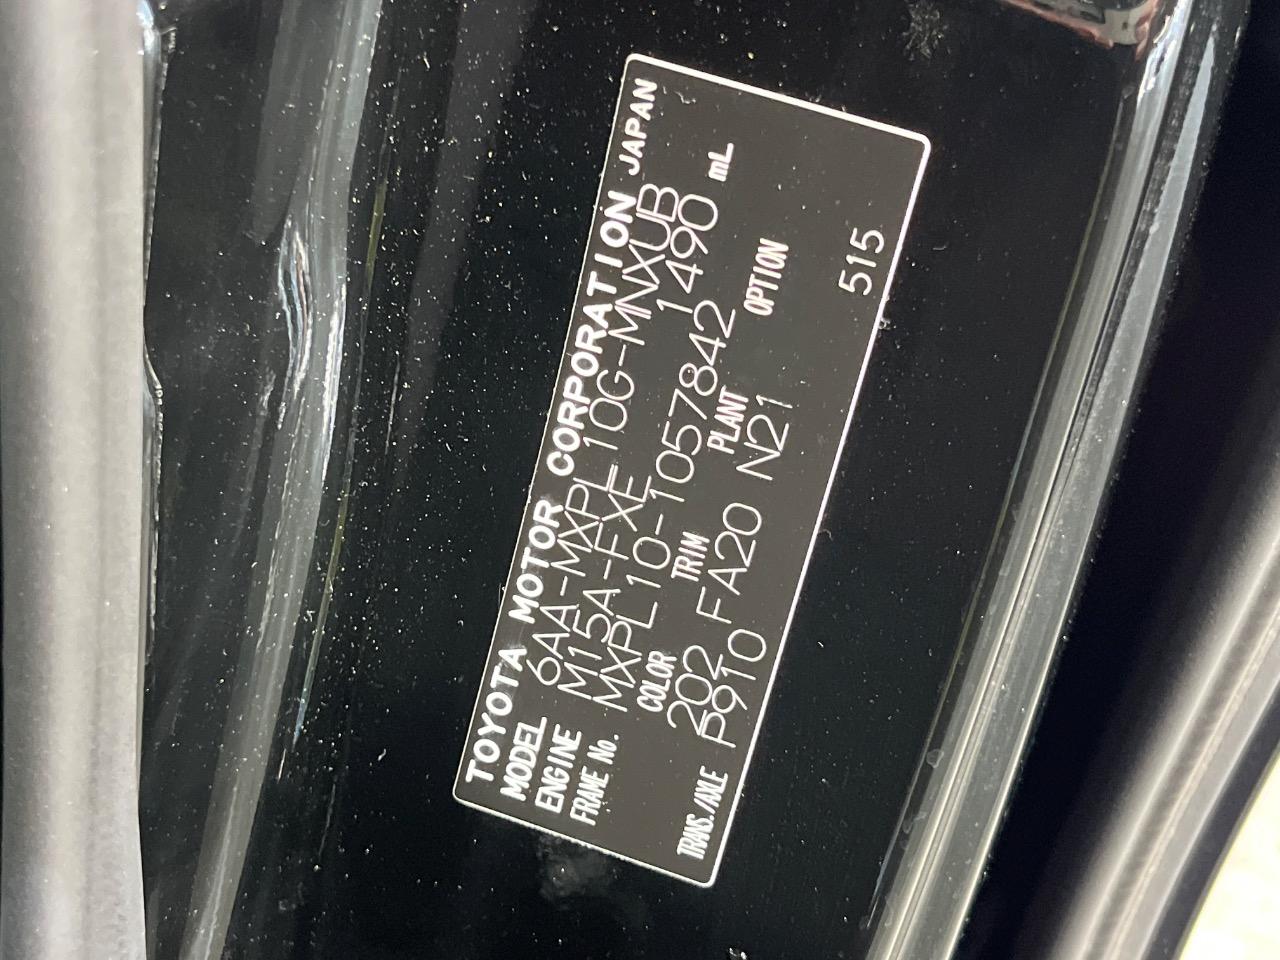 TOYOTA MOTOR CORPORATION JAPAN
MODEL 6AA-MXPL10G-MNXUB
ENGINE M15A-FXE 1490 mL
FRAME No. MXPL10-1057842
COLOR TRIM PLANT OPTION
202 FA20 N21
TRANS./AXLE P910 515